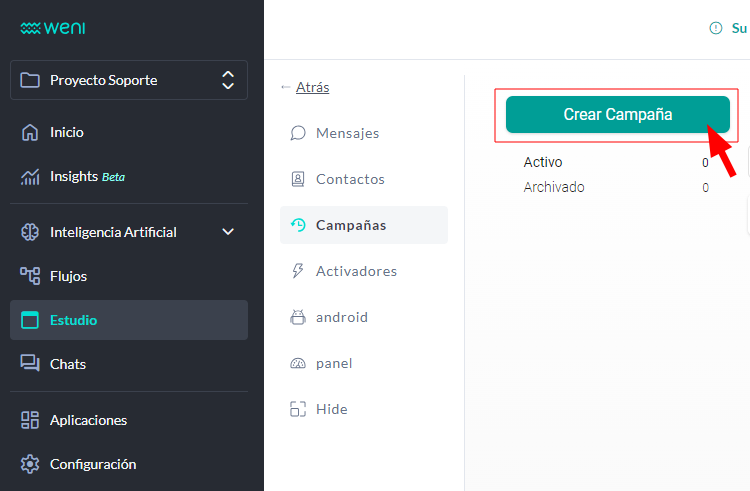 weni
Proyecto Soporte
Inicio
Insights Beta
Inteligencia Artificial
Flujos
Estudio
Chats
Aplicaciones
Configuración
← Atrás
Mensajes
Contactos
Campañas
Activadores
android
panel
Hide
Su
Crear Campaña
Activo 0
Archivado 0